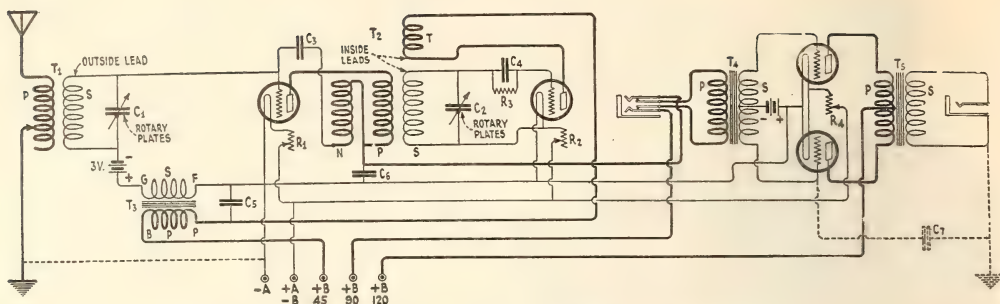 T1
P
S
OUTSIDE LEAD
C1
ROTARY PLATES
3V.
-
+
G S F
T3
B P P
C5
C3
R1
N
P
C6
T2
T
INSIDE LEADS
S
C2
ROTARY PLATES
C4
R3
R2
P
T4
S
- +
R4
P
T5
S
C7
-A
+A
-B
+B
45
+B
90
+B
120